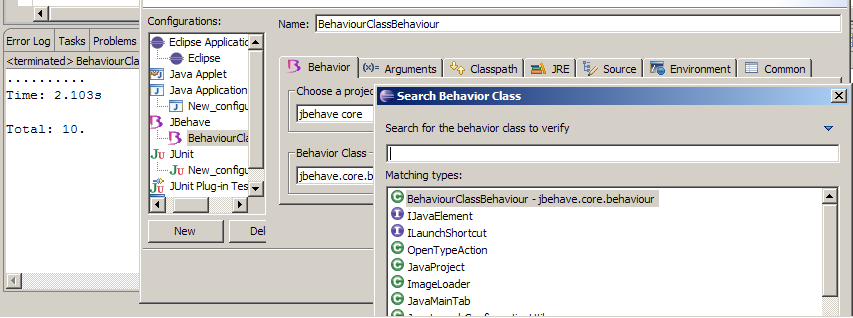 Error Log
Tasks
Problems
<terminated> BehaviourCla
..........
Time: 2.103s
Total: 10.
Configurations:
Eclipse Application
Eclipse
Java Applet
Java Application
New_configu
JBehave
BehaviourCla
JUnit
New_configu
JUnit Plug-in Tes
New
Del
Name:
BehaviourClassBehaviour
Behavior
Arguments
Classpath
JRE
Source
Environment
Common
Choose a project
jbehave core
Behavior Class
jbehave.core.b
Search Behavior Class
Search for the behavior class to verify
Matching types:
BehaviourClassBehaviour - jbehave.core.behaviour
IJavaElement
ILaunchShortcut
OpenTypeAction
JavaProject
ImageLoader
JavaMainTab